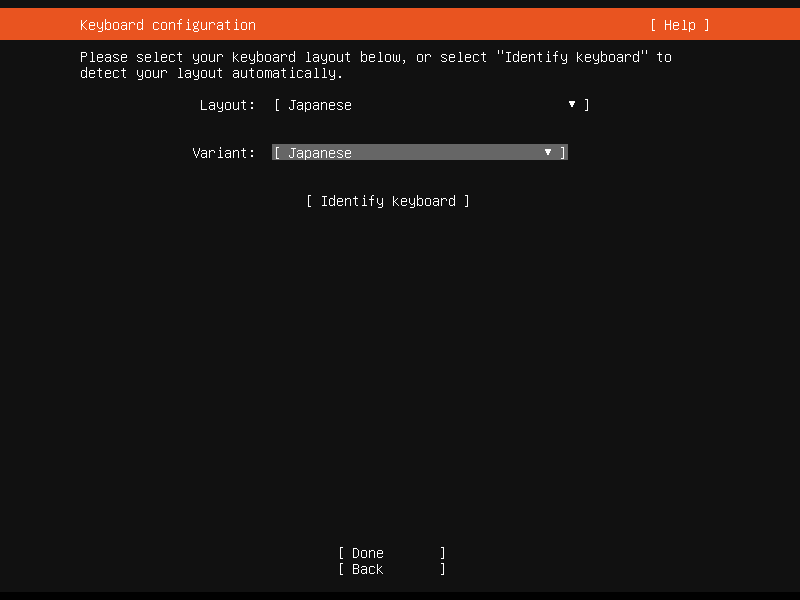 Keyboard configuration [ Help ]
Please select your keyboard layout below, or select "Identify keyboard" to
detect your layout automatically.
Layout: [ Japanese ▾ ]
Variant: [ Japanese ▾ ]
[ Identify keyboard ]
[ Done ]
[ Back ]